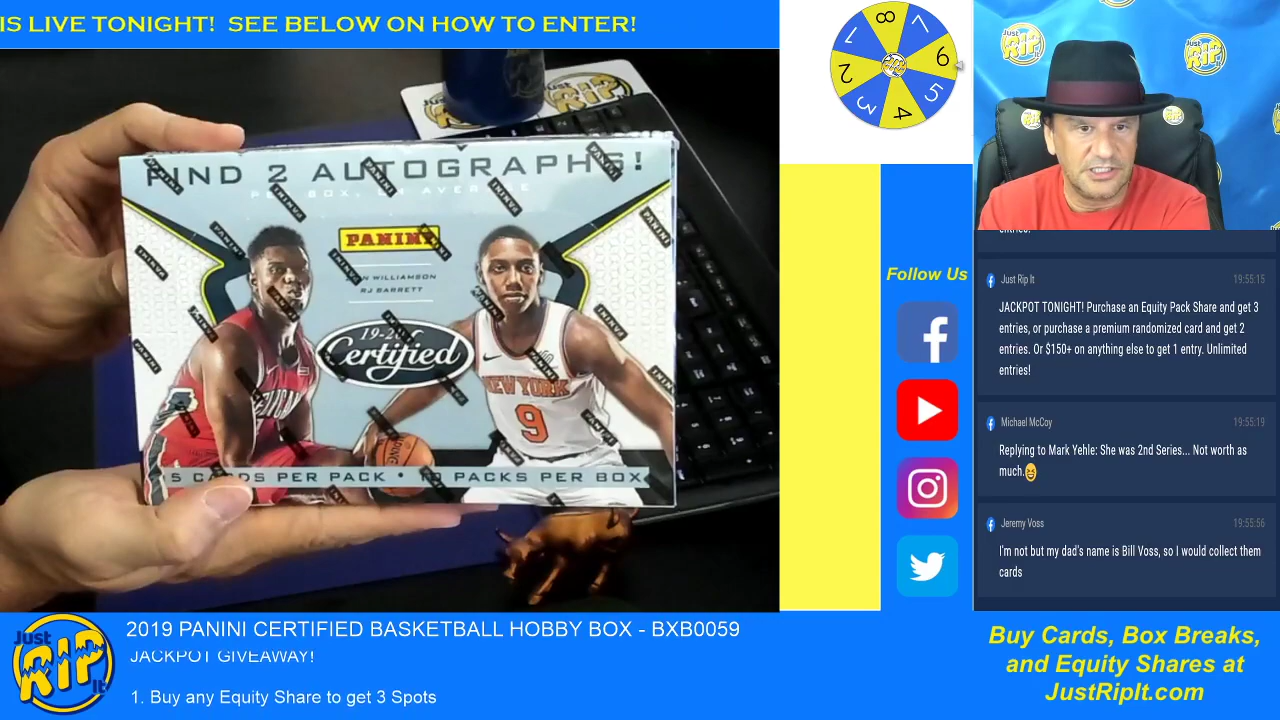 IS LIVE TONIGHT! SEE BELOW ON HOW TO ENTER!
FIND 2 AUTOGRAPHS!
PER BOX, ON AVERAGE
PANINI
WILLIAMSON
RJ BARRETT
19-20
Certified
NEW YORK
9
5 CARDS PER PACK • 10 PACKS PER BOX
8
7
6
5
4
3
2
1
Follow Us
Just Rip It 19:55:15
JACKPOT TONIGHT! Purchase an Equity Pack Share and get 3
entries, or purchase a premium randomized card and get 2
entries. Or $150+ on anything else to get 1 entry. Unlimited
entries!
Michael McCoy 19:55:19
Replying to Mark Yehle: She was 2nd Series... Not worth as
much.😆
Jeremy Voss 19:55:56
I'm not but my dad's name is Bill Voss, so I would collect them
cards
Just
RIP
It
2019 PANINI CERTIFIED BASKETBALL HOBBY BOX - BXB0059
JACKPOT GIVEAWAY!
1. Buy any Equity Share to get 3 Spots
Buy Cards, Box Breaks,
and Equity Shares at
JustRipIt.com